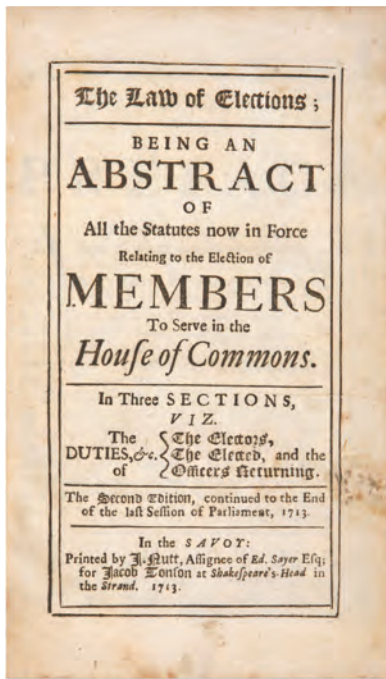 The Law of Elections;
BEING AN
ABSTRACT
OF
All the Statutes now in Force
Relating to the Election of
MEMBERS
To Serve in the
Houſe of Commons.
In Three SECTIONS,
VIZ.
The { The Electors,
DUTIES, &c. { The Elected, and the
of { Officers Returning.
The Second Edition, continued to the End
of the laſt Seſſion of Parliament, 1713.
In the SAVOY:
Printed by J. Nutt, Aſſignee of Ed. Sayer Eſq;
for Jacob Tonſon at Shakeſpeare's-Head in
the Strand. 1713.